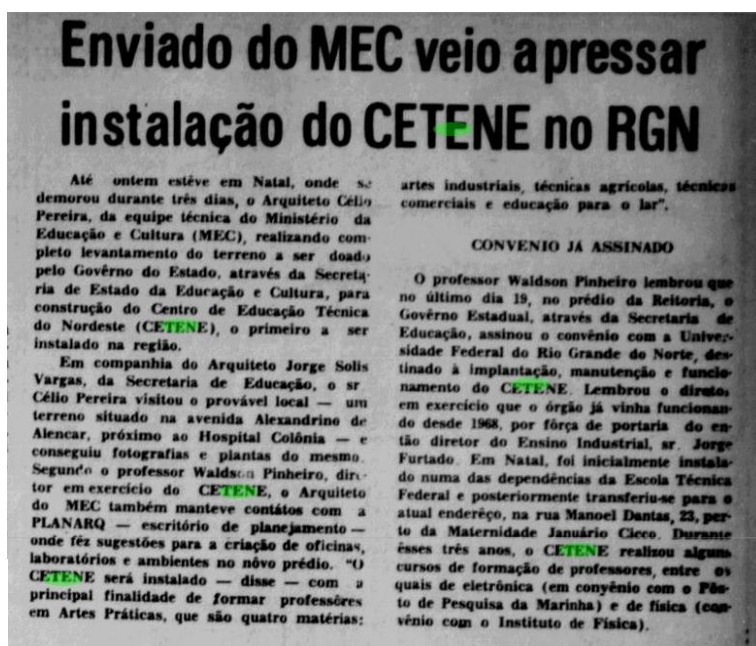 Enviado do MEC veio apressar
instalação do CETENE no RGN
Até ontem estêve em Natal, onde se
demorou durante três dias, o Arquiteto Célio
Pereira, da equipe técnica do Ministério da
Educação e Cultura (MEC), realizando com-
pleto levantamento do terreno a ser doado
pelo Govêrno do Estado, através da Secreta-
ria de Estado da Educação e Cultura, para
construção do Centro de Educação Técnica
do Nordeste (CETENE), o primeiro a ser
instalado na região.
Em companhia do Arquiteto Jorge Solis
Vargas, da Secretaria de Educação, o sr
Célio Pereira visitou o provável local — um
terreno situado na avenida Alexandrino de
Alencar, próximo ao Hospital Colônia — e
conseguiu fotografias e plantas do mesmo.
Segundo o professor Waldson Pinheiro, dire-
tor em exercício do CETENE, o Arquiteto
do MEC também manteve contátos com a
PLANARQ — escritório de planejamento —
onde fêz sugestões para a criação de oficinas,
laboratórios e ambientes no nôvo prédio. "O
CETENE será instalado — disse — com a
principal finalidade de formar professôres
em Artes Práticas, que são quatro matérias:
artes industriais, técnicas agrícolas, técnicas
comerciais e educação para o lar".
CONVENIO JÁ ASSINADO
O professor Waldson Pinheiro lembrou que
no último dia 19, no prédio da Reitoria, o
Govêrno Estadual, através da Secretaria de
Educação, assinou o convênio com a Univer-
sidade Federal do Rio Grande do Norte, des-
tinado à implantação, manutenção e funcio-
namento do CETENE. Lembrou o diretor
em exercício que o órgão já vinha funcionan-
do desde 1968, por fôrça de portaria do en-
tão diretor do Ensino Industrial, sr. Jorge
Furtado. Em Natal, foi inicialmente instala-
do numa das dependências da Escola Técnica
Federal e posteriormente transferiu-se para o
atual enderêço, na rua Manoel Dantas, 23, per-
to da Maternidade Januário Cicco. Durante
êsses três anos, o CETENE realizou alguns
cursos de formação de professores, entre os
quais de eletrônica (em convênio com o Pôs-
to de Pesquisa da Marinha) e de física (con-
vênio com o Instituto de Física).